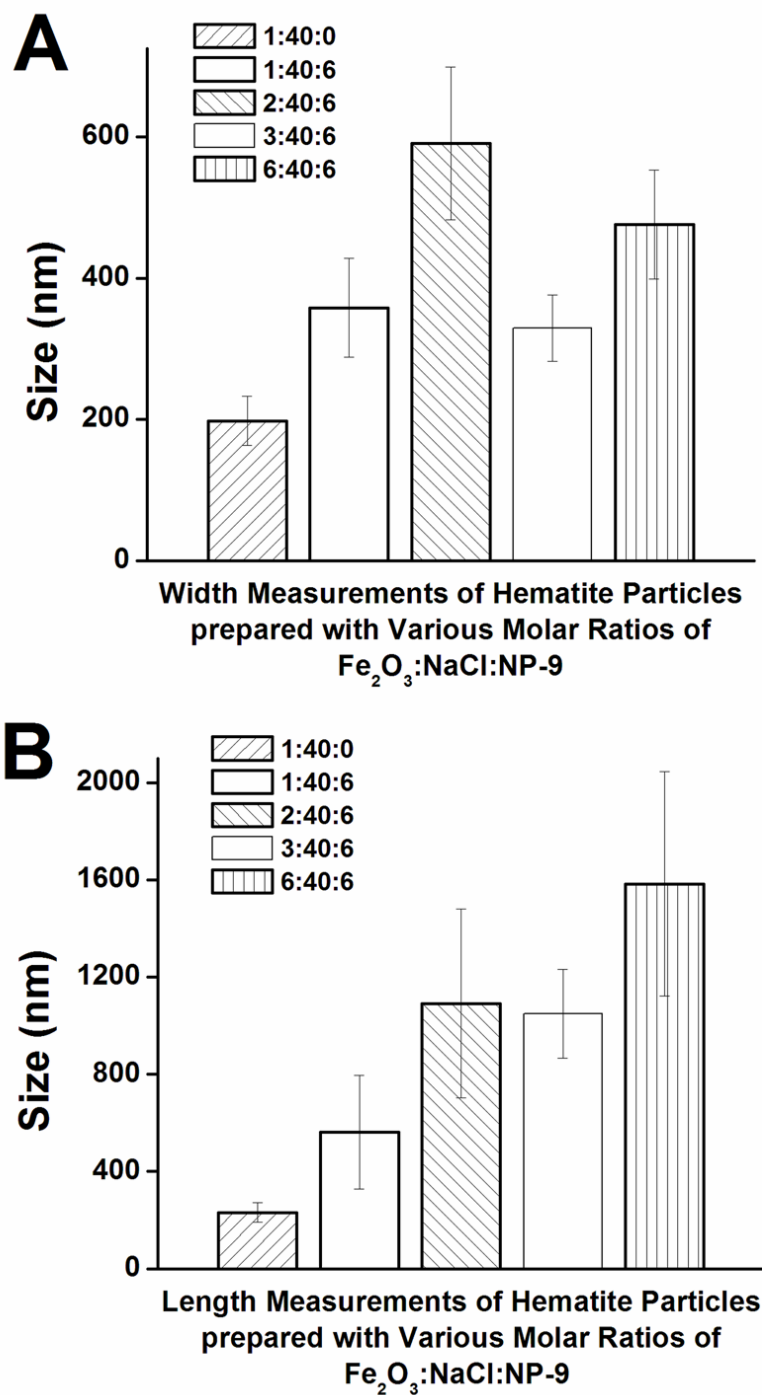 A
1:40:0
1:40:6
2:40:6
3:40:6
6:40:6
600
400
200
0
Size (nm)
Width Measurements of Hematite Particles
prepared with Various Molar Ratios of
Fe₂O₃:NaCl:NP-9
B
1:40:0
1:40:6
2:40:6
3:40:6
6:40:6
2000
1600
1200
800
400
0
Size (nm)
Length Measurements of Hematite Particles
prepared with Various Molar Ratios of
Fe₂O₃:NaCl:NP-9